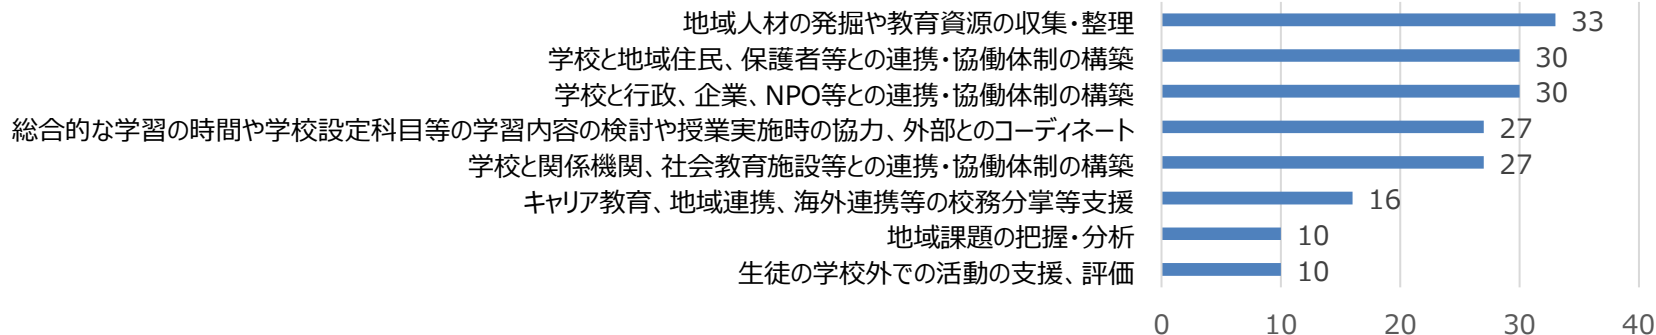 地域人材の発掘や教育資源の収集・整理 33
学校と地域住民、保護者等との連携・協働体制の構築 30
学校と行政、企業、NPO等との連携・協働体制の構築 30
総合的な学習の時間や学校設定科目等の学習内容の検討や授業実施時の協力、外部とのコーディネート 27
学校と関係機関、社会教育施設等との連携・協働体制の構築 27
キャリア教育、地域連携、海外連携等の校務分掌等支援 16
地域課題の把握・分析 10
生徒の学校外での活動の支援、評価 10
0 10 20 30 40